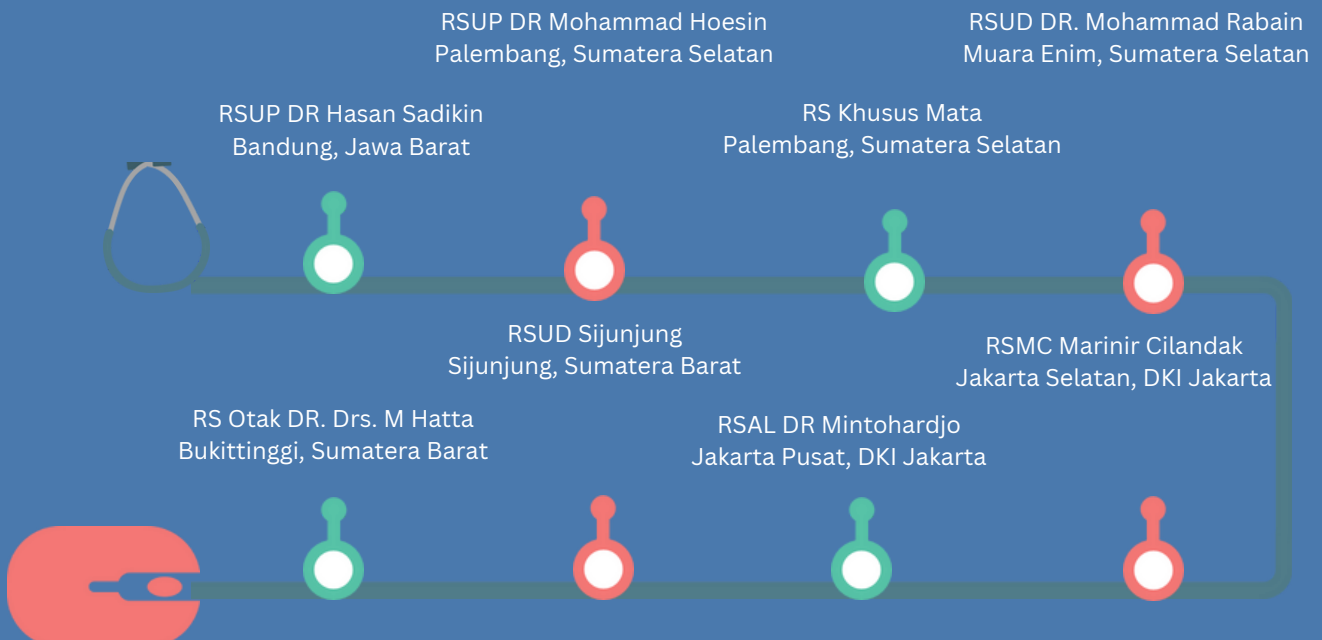 RSUP DR Mohammad Hoesin
Palembang, Sumatera Selatan
RSUD DR. Mohammad Rabain
Muara Enim, Sumatera Selatan
RSUP DR Hasan Sadikin
Bandung, Jawa Barat
RS Khusus Mata
Palembang, Sumatera Selatan
RSUD Sijunjung
Sijunjung, Sumatera Barat
RSMC Marinir Cilandak
Jakarta Selatan, DKI Jakarta
RS Otak DR. Drs. M Hatta
Bukittinggi, Sumatera Barat
RSAL DR Mintohardjo
Jakarta Pusat, DKI Jakarta